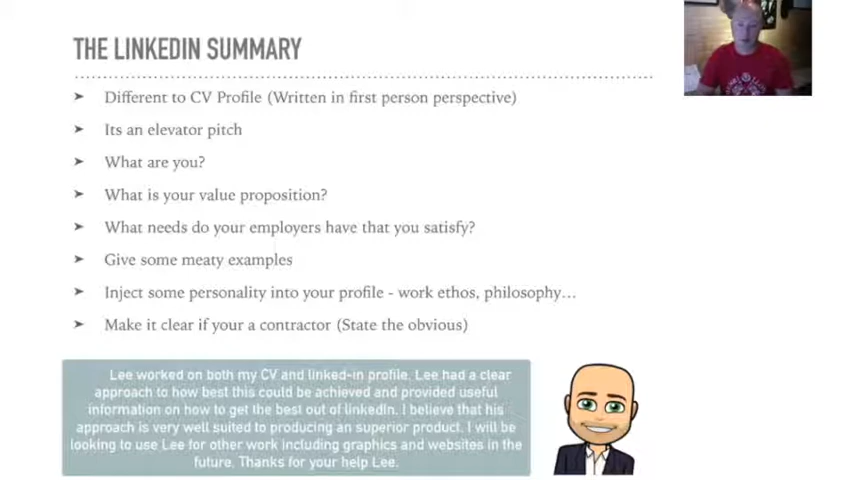 THE LINKEDIN SUMMARY
➤ Different to CV Profile (Written in first person perspective)
➤ Its an elevator pitch
➤ What are you?
➤ What is your value proposition?
➤ What needs do your employers have that you satisfy?
➤ Give some meaty examples
➤ Inject some personality into your profile - work ethos, philosophy…
➤ Make it clear if your a contractor (State the obvious)
Lee worked on both my CV and linked-in profile. Lee had a clear
approach to how best this could be achieved and provided useful
information on how to get the best out of linkedIn. I believe that his
approach is very well suited to producing an superior product. I will be
looking to use Lee for other work including graphics and websites in the
future. Thanks for your help Lee.